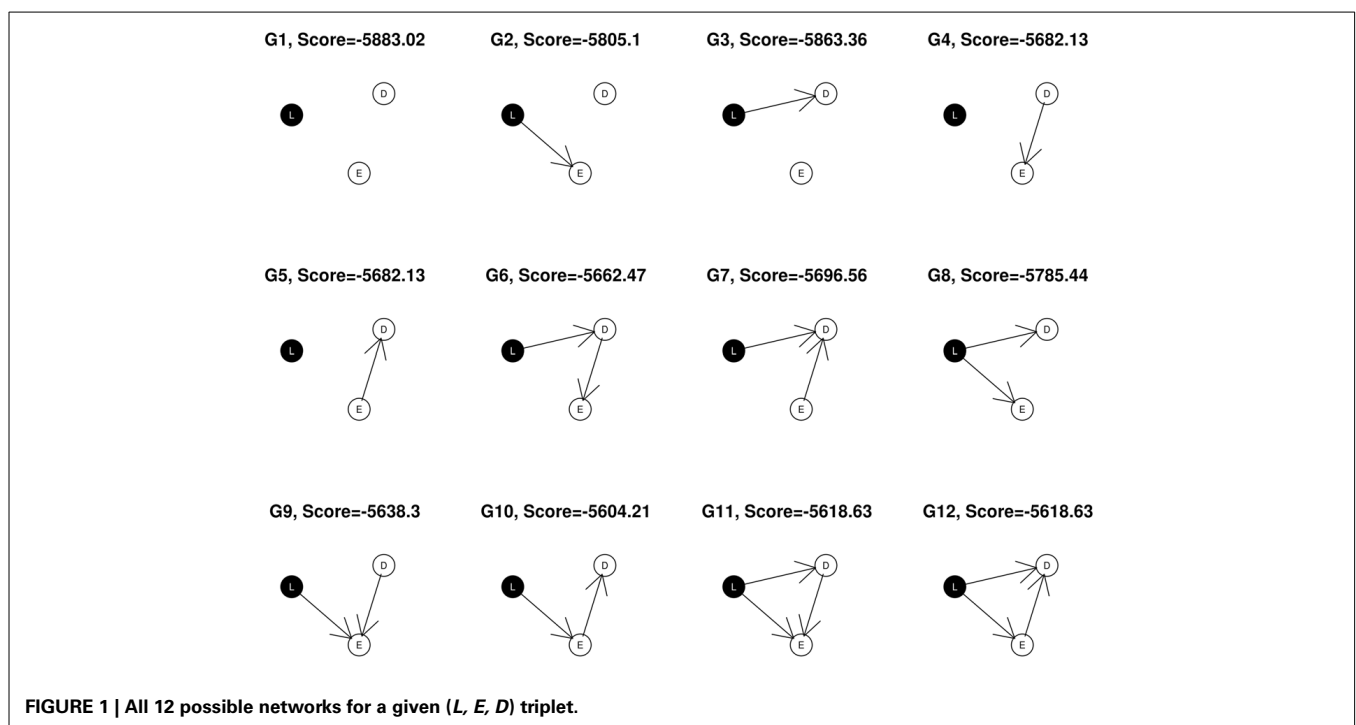 G1, Score=-5883.02
G2, Score=-5805.1
G3, Score=-5863.36
G4, Score=-5682.13
D
L
E
D
L
E
D
L
E
D
L
E
G5, Score=-5682.13
G6, Score=-5662.47
G7, Score=-5696.56
G8, Score=-5785.44
D
L
E
D
L
E
D
L
E
D
L
E
G9, Score=-5638.3
G10, Score=-5604.21
G11, Score=-5618.63
G12, Score=-5618.63
D
L
E
D
L
E
D
L
E
D
L
E
FIGURE 1 | All 12 possible networks for a given (L, E, D) triplet.